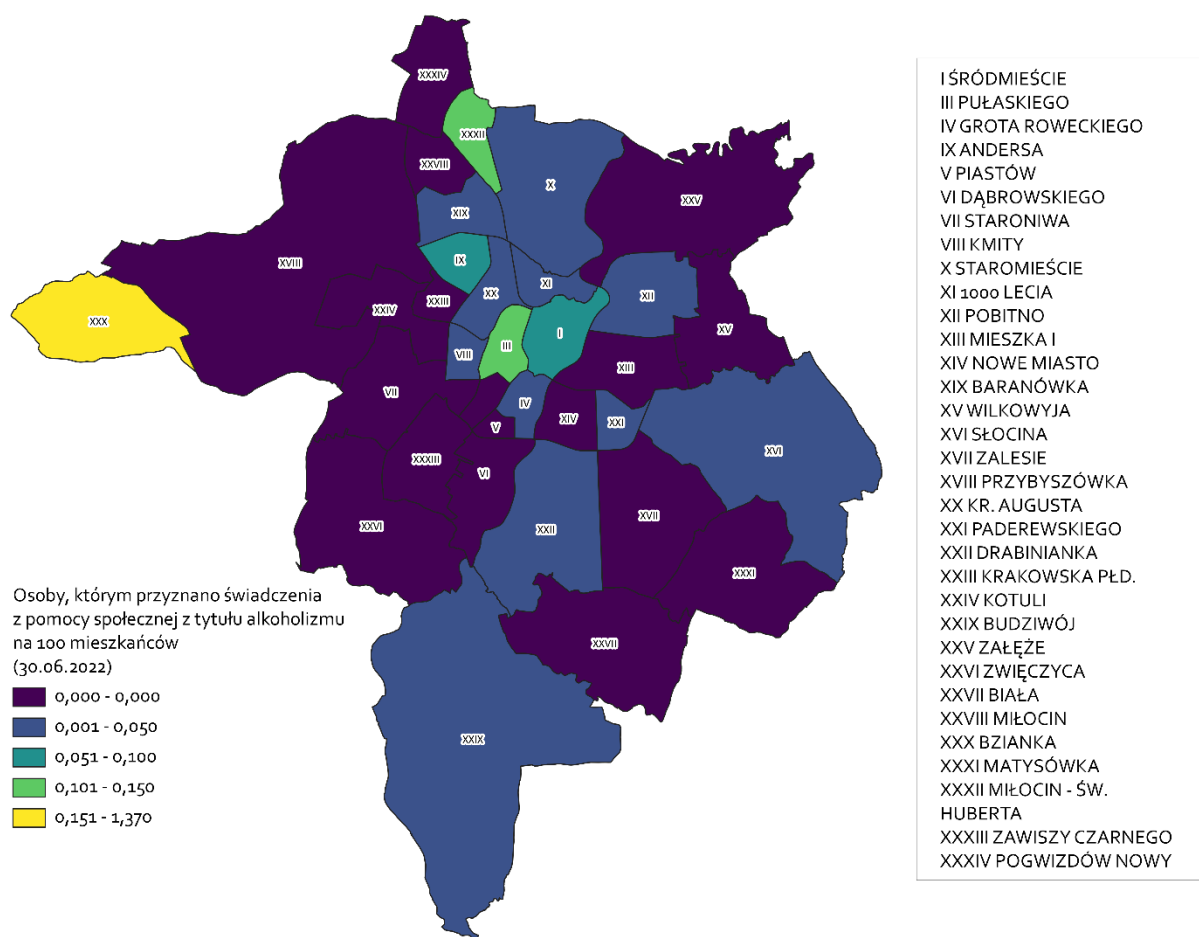 XXXIV
XXXII
XXVIII
X
XXV
XIX
IX
XVIII
XX
XI
XII
XXIII
XXIV
XXX
I
XV
III
VIII
XIII
VII
IV
XIV
XXI
V
XVI
XXXIII
VI
XXVI
XXII
XVII
XXXI
XXVII
XXIX
Osoby, którym przyznano świadczenia
z pomocy społecznej z tytułu alkoholizmu
na 100 mieszkańców
(30.06.2022)
0,000 - 0,000
0,001 - 0,050
0,051 - 0,100
0,101 - 0,150
0,151 - 1,370
I ŚRÓDMIEŚCIE
III PUŁASKIEGO
IV GROTA ROWECKIEGO
IX ANDERSA
V PIASTÓW
VI DĄBROWSKIEGO
VII STARONIWA
VIII KMITY
X STAROMIEŚCIE
XI 1000 LECIA
XII POBITNO
XIII MIESZKA I
XIV NOWE MIASTO
XIX BARANÓWKA
XV WILKOWYJA
XVI SŁOCINA
XVII ZALESIE
XVIII PRZYBYSZÓWKA
XX KR. AUGUSTA
XXI PADEREWSKIEGO
XXII DRABINIANKA
XXIII KRAKOWSKA PŁD.
XXIV KOTULI
XXIX BUDZIWÓJ
XXV ZAŁĘŻE
XXVI ZWIĘCZYCA
XXVII BIAŁA
XXVIII MIŁOCIN
XXX BZIANKA
XXXI MATYSÓWKA
XXXII MIŁOCIN - ŚW.
HUBERTA
XXXIII ZAWISZY CZARNEGO
XXXIV POGWIZDÓW NOWY